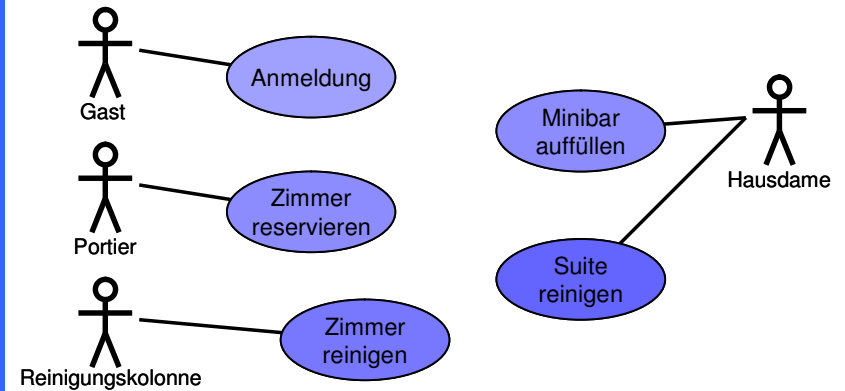 Gast
Anmeldung
Portier
Zimmer
reservieren
Reinigungskolonne
Zimmer
reinigen
Minibar
auffüllen
Hausdame
Suite
reinigen